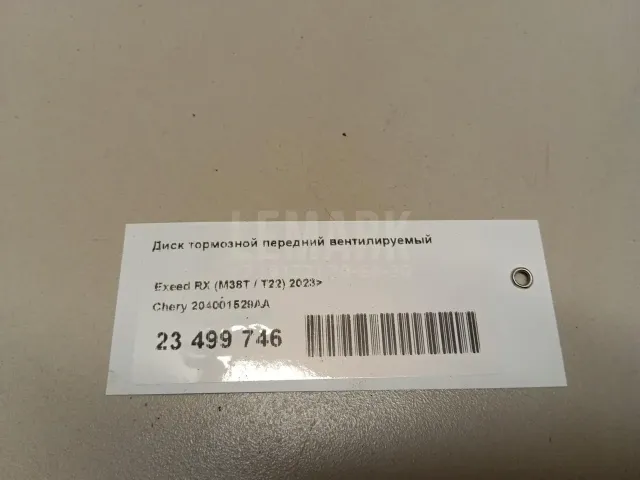 LEMARK
Диск тормозной передний вентилируемый
Exeed RX (M38T / T22) 2023>
Chery 204001529AA
23 499 746